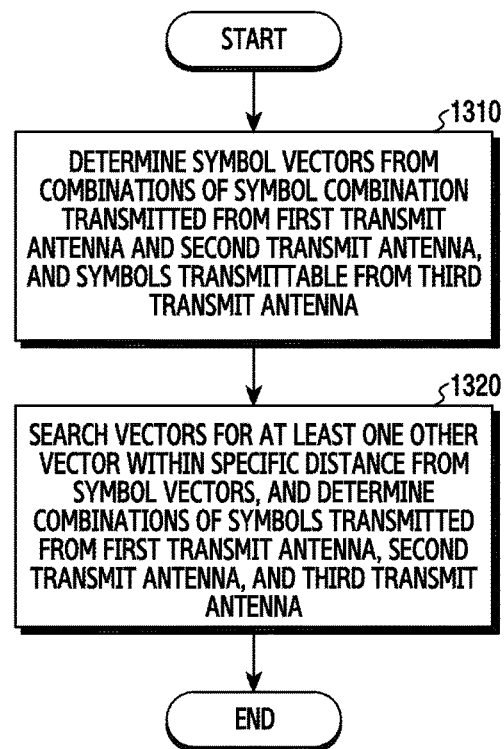 START
1310
DETERMINE SYMBOL VECTORS FROM
COMBINATIONS OF SYMBOL COMBINATION
TRANSMITTED FROM FIRST TRANSMIT
ANTENNA AND SECOND TRANSMIT ANTENNA,
AND SYMBOLS TRANSMITTABLE FROM THIRD
TRANSMIT ANTENNA
1320
SEARCH VECTORS FOR AT LEAST ONE OTHER
VECTOR WITHIN SPECIFIC DISTANCE FROM
SYMBOL VECTORS, AND DETERMINE
COMBINATIONS OF SYMBOLS TRANSMITTED
FROM FIRST TRANSMIT ANTENNA, SECOND
TRANSMIT ANTENNA, AND THIRD TRANSMIT
ANTENNA
END